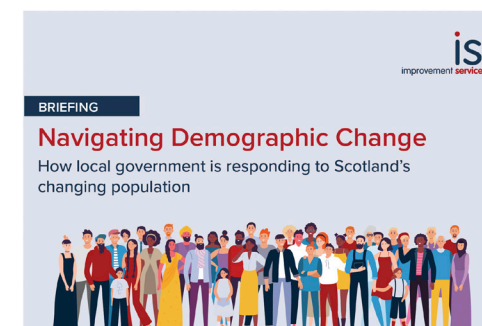 is
improvement service
BRIEFING
Navigating Demographic Change
How local government is responding to Scotland's
changing population